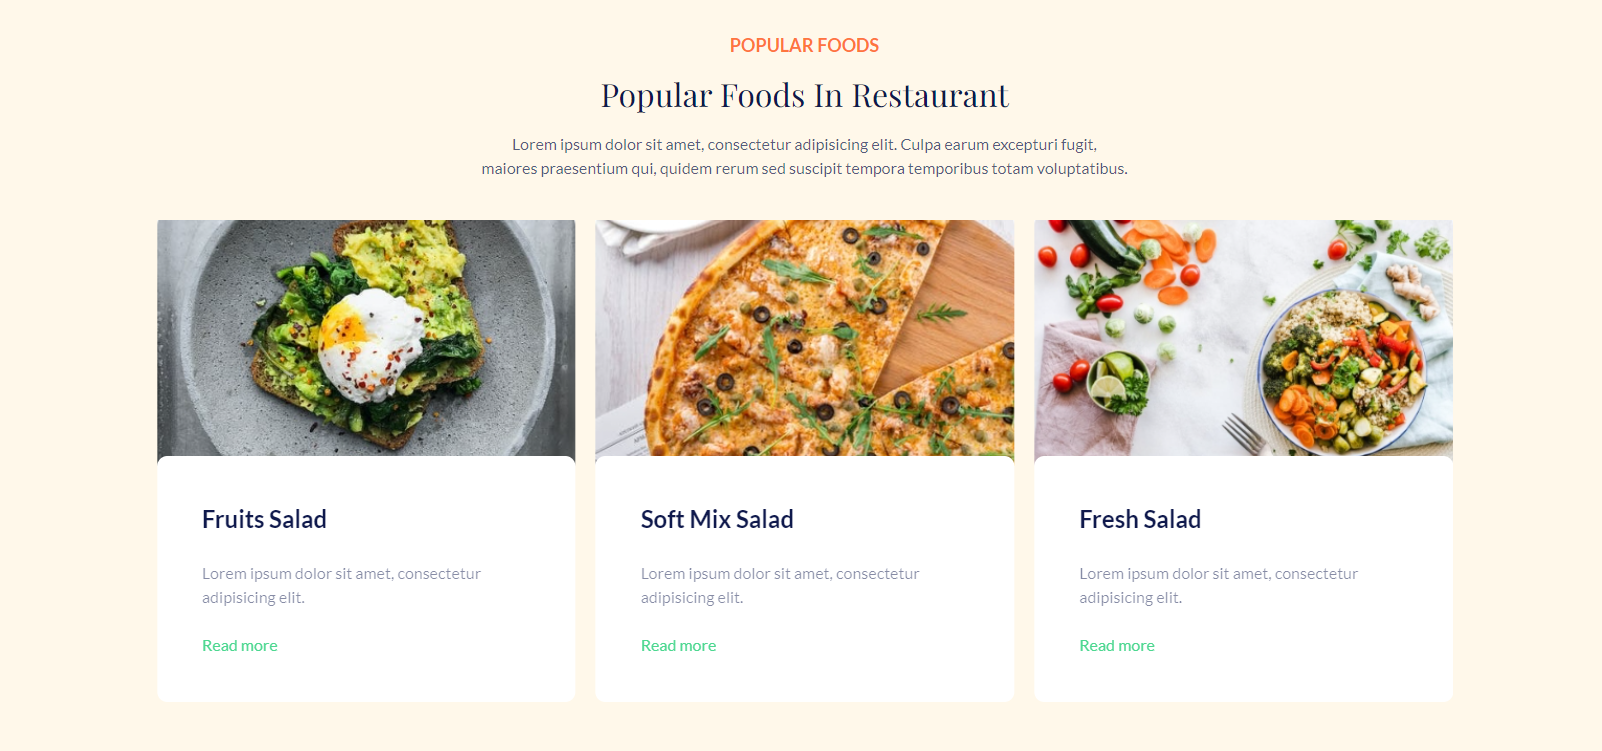 POPULAR FOODS
Popular Foods In Restaurant
Lorem ipsum dolor sit amet, consectetur adipisicing elit. Culpa earum excepturi fugit,
maiores praesentium qui, quidem rerum sed suscipit tempora temporibus totam voluptatibus.
Fruits Salad
Lorem ipsum dolor sit amet, consectetur
adipisicing elit.
Read more
Soft Mix Salad
Lorem ipsum dolor sit amet, consectetur
adipisicing elit.
Read more
Fresh Salad
Lorem ipsum dolor sit amet, consectetur
adipisicing elit.
Read more